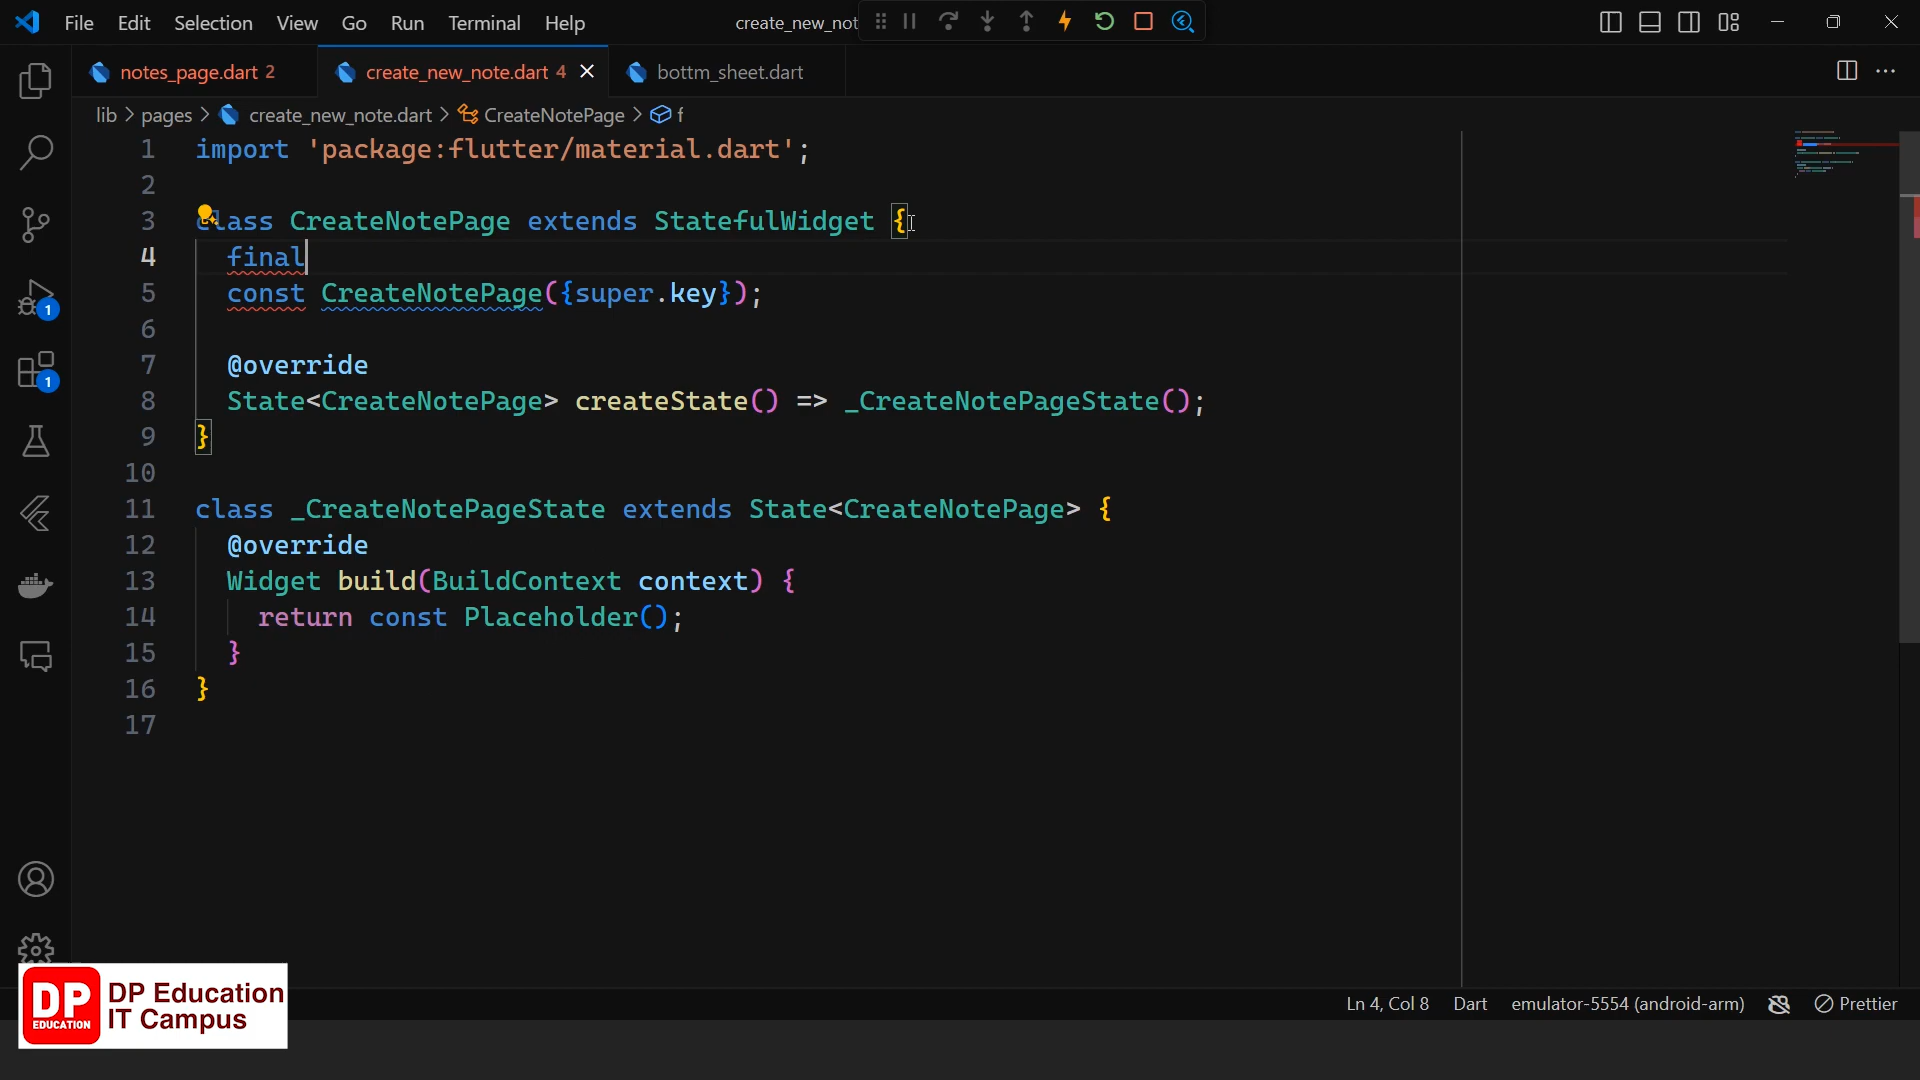 File Edit Selection View Go Run Terminal Help create_new_not
notes_page.dart 2 create_new_note.dart 4 bottm_sheet.dart
lib > pages > create_new_note.dart > CreateNotePage > f
1 import 'package:flutter/material.dart';
2
3 class CreateNotePage extends StatefulWidget {
4 final
5 const CreateNotePage({super.key});
6
7 @override
8 State<CreateNotePage> createState() => _CreateNotePageState();
9 }
10
11 class _CreateNotePageState extends State<CreateNotePage> {
12 @override
13 Widget build(BuildContext context) {
14 return const Placeholder();
15 }
16 }
17
1
1
DP EDUCATION
DP Education
IT Campus
Ln 4, Col 8 Dart emulator-5554 (android-arm) Prettier